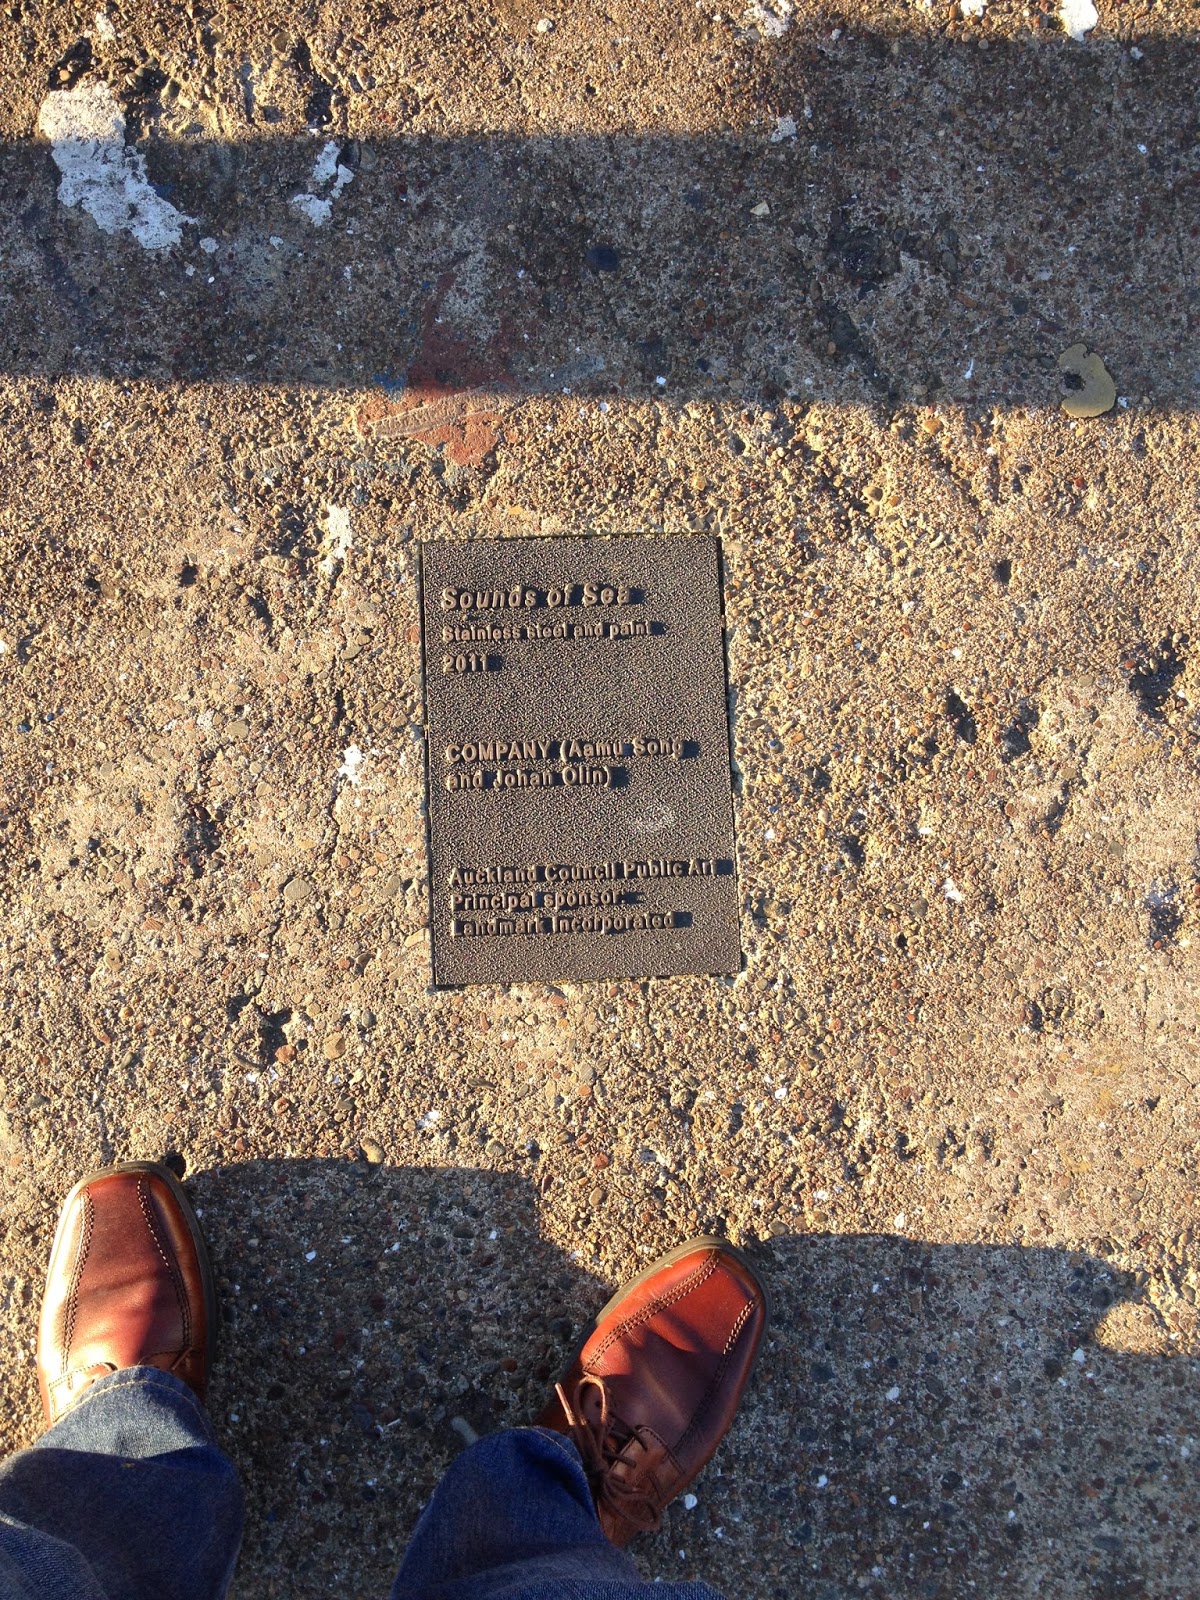 Sounds of Sea
Stainless steel and paint
2011
COMPANY (Aamu Song
and Johan Olin)
Auckland Council Public Art
Principal sponsor:
Landmark Incorporated